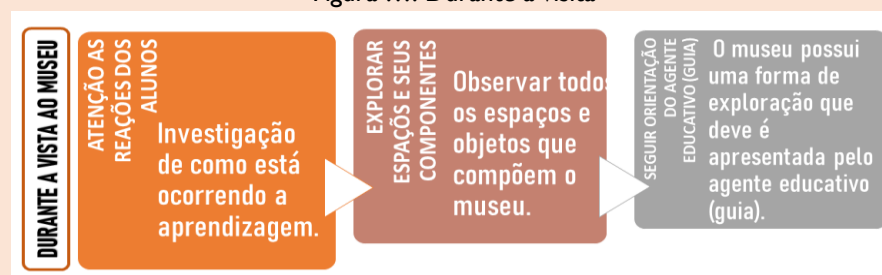 DURANTE A VISTA AO MUSEU
ATENÇÃO AS
REAÇÕES DOS
ALUNOS
Investigação
de como está
ocorrendo a
aprendizagem.
EXPLORAR
ESPAÇÕS E SEUS
COMPONENTES
Observar todos
os espaços e
objetos que
compõem o
museu.
SEGUIR ORIENTAÇÃO
DO AGENTE
EDUCATIVO (GUIA)
O museu possui
uma forma de
exploração que
deve é
apresentada pelo
agente educativo
(guia).